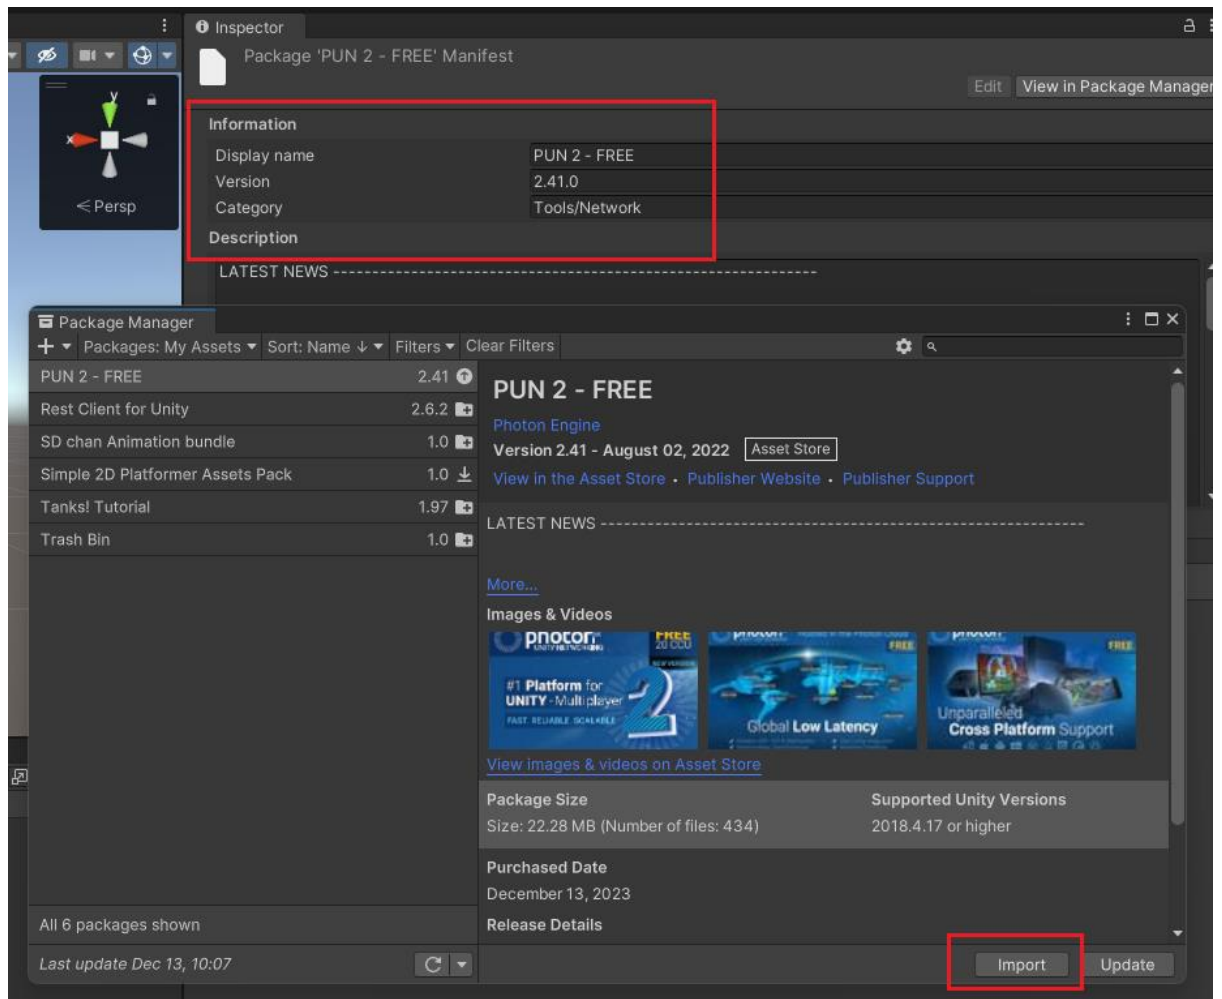 Inspector
Package 'PUN 2 - FREE' Manifest
Edit View in Package Manager
Information
Display name PUN 2 - FREE
Version 2.41.0
Category Tools/Network
Description
LATEST NEWS --------------------------------------------------------------
y
x
Persp
Package Manager
Packages: My Assets Sort: Name ↓ Filters Clear Filters
PUN 2 - FREE 2.41
Rest Client for Unity 2.6.2
SD chan Animation bundle 1.0
Simple 2D Platformer Assets Pack 1.0
Tanks! Tutorial 1.97
Trash Bin 1.0
All 6 packages shown
Last update Dec 13, 10:07
PUN 2 - FREE
Photon Engine
Version 2.41 - August 02, 2022 Asset Store
View in the Asset Store • Publisher Website • Publisher Support
LATEST NEWS --------------------------------------------------------------
More...
Images & Videos
photon
UNITY NETWORKING
FREE
20 CCU
NEW VERSION
#1 Platform for
UNITY - Multiplayer
FAST RELIABLE SCALABLE
2
photon
FREE
Global Low Latency
photon
FREE
Unparalleled
Cross Platform Support
View images & videos on Asset Store
Package Size Supported Unity Versions
Size: 22.28 MB (Number of files: 434) 2018.4.17 or higher
Purchased Date
December 13, 2023
Release Details
Import Update